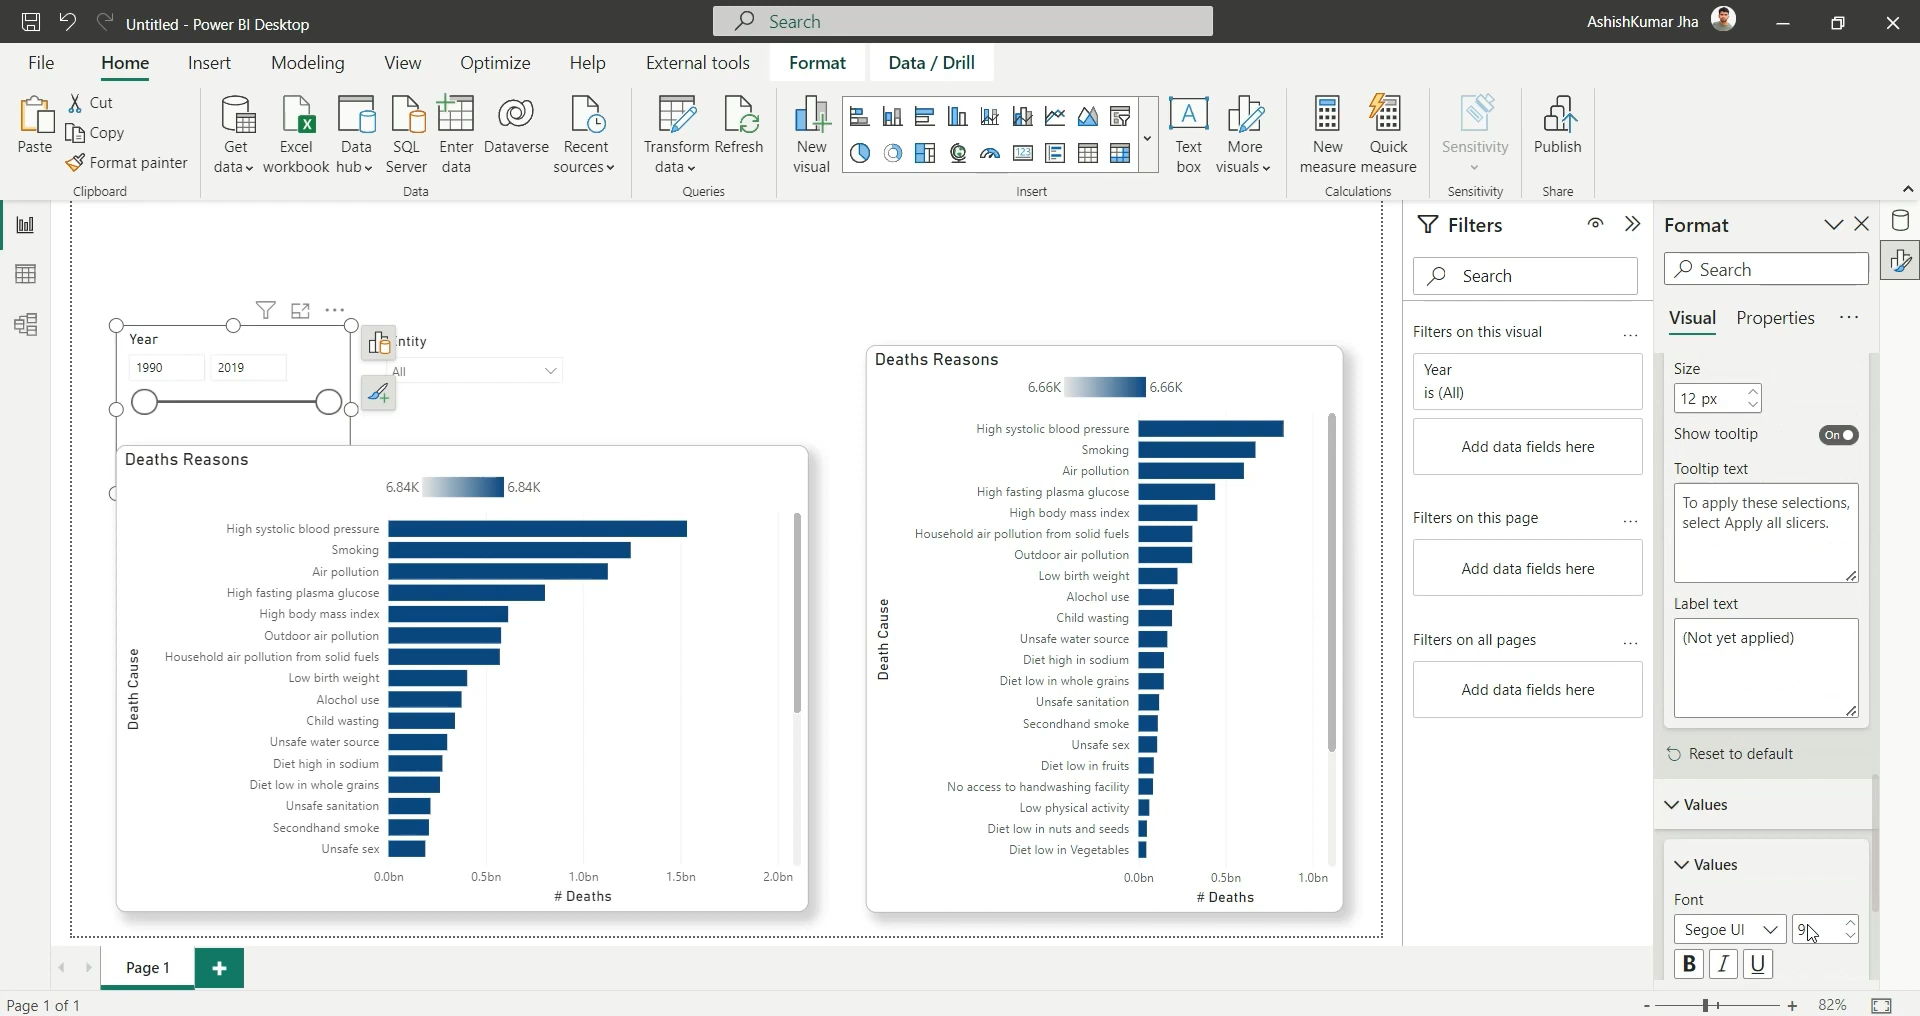 Untitled - Power BI Desktop
Search
AshishKumar Jha
File
Home
Insert
Modeling
View
Optimize
Help
External tools
Format
Data / Drill
Paste
Cut
Copy
Format painter
Clipboard
Get data
Excel workbook
Data hub
SQL Server
Enter data
Dataverse
Recent sources
Data
Transform data
Refresh
Queries
New visual
123
Insert
A
Text box
More visuals
New measure
Quick measure
Calculations
Sensitivity
Sensitivity
Publish
Share
Year
1990
2019
ntity
All
Deaths Reasons
6.84K
6.84K
High systolic blood pressure
Smoking
Air pollution
High fasting plasma glucose
High body mass index
Outdoor air pollution
Household air pollution from solid fuels
Low birth weight
Alochol use
Child wasting
Unsafe water source
Diet high in sodium
Diet low in whole grains
Unsafe sanitation
Secondhand smoke
Unsafe sex
Death Cause
0.0bn
0.5bn
1.0bn
1.5bn
2.0bn
# Deaths
Deaths Reasons
6.66K
6.66K
High systolic blood pressure
Smoking
Air pollution
High fasting plasma glucose
High body mass index
Household air pollution from solid fuels
Outdoor air pollution
Low birth weight
Alochol use
Child wasting
Unsafe water source
Diet high in sodium
Diet low in whole grains
Unsafe sanitation
Secondhand smoke
Unsafe sex
Diet low in fruits
No access to handwashing facility
Low physical activity
Diet low in nuts and seeds
Diet low in Vegetables
Death Cause
0.0bn
0.5bn
1.0bn
# Deaths
Filters
Search
Filters on this visual
Year
is (All)
Add data fields here
Filters on this page
Add data fields here
Filters on all pages
Add data fields here
Format
Search
Visual
Properties
Size
12 px
Show tooltip
On
Tooltip text
To apply these selections,
select Apply all slicers.
Label text
(Not yet applied)
Reset to default
Values
Values
Font
Segoe UI
9
B
I
U
Page 1
Page 1 of 1
82%